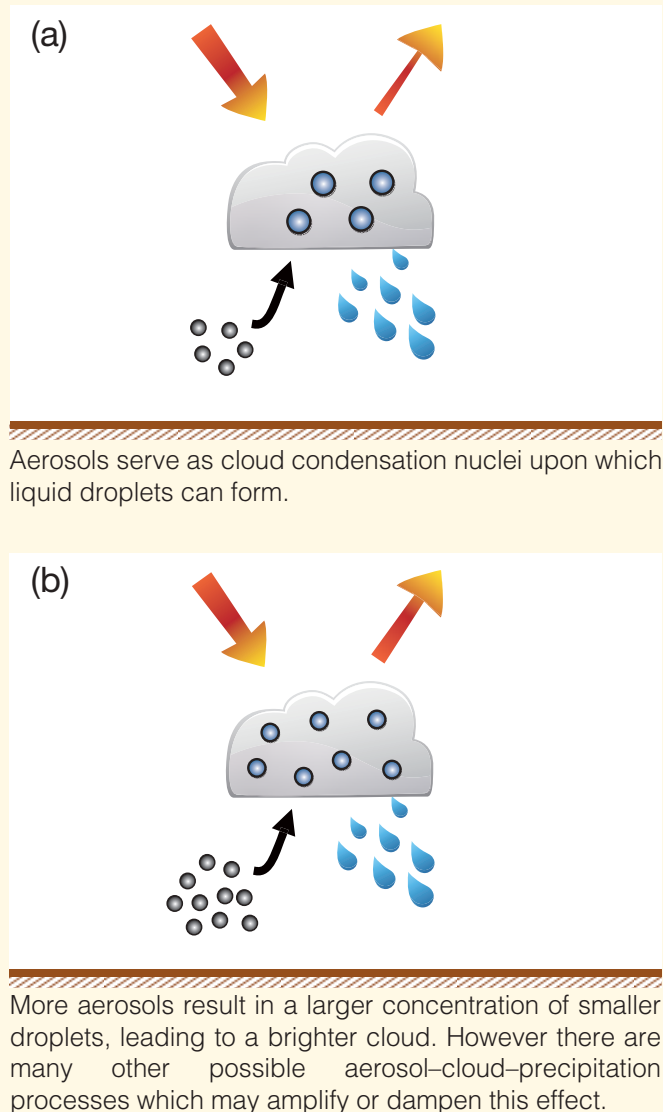 (a)
Aerosols serve as cloud condensation nuclei upon which
liquid droplets can form.
(b)
More aerosols result in a larger concentration of smaller
droplets, leading to a brighter cloud. However there are
many other possible aerosol–cloud–precipitation
processes which may amplify or dampen this effect.